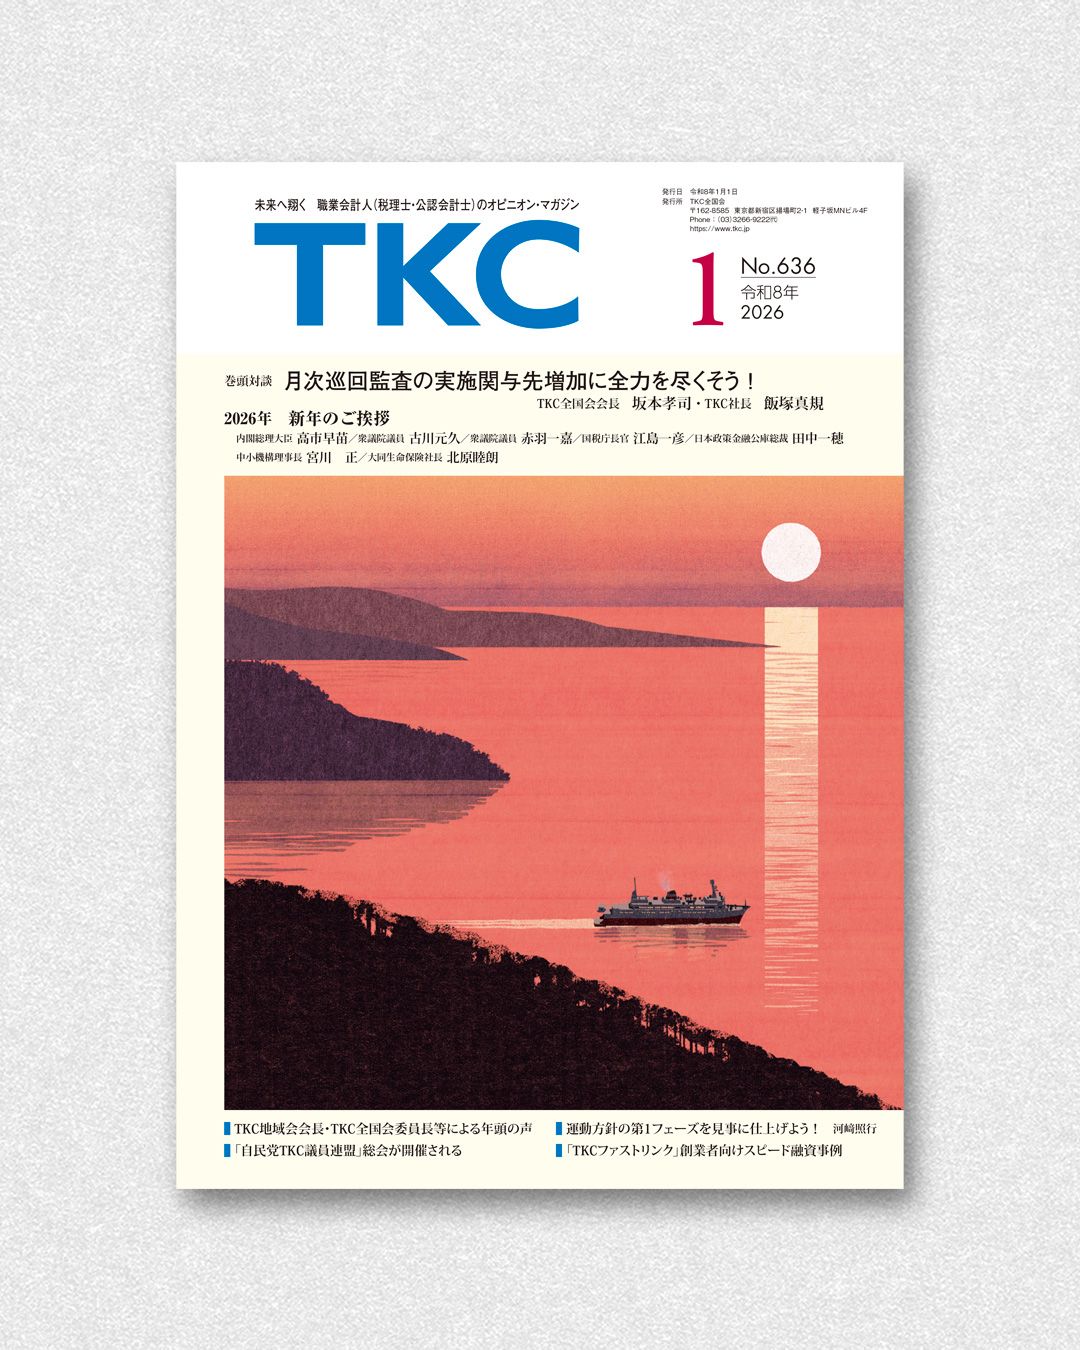 未来へ翔く 職業会計人(税理士・公認会計士)のオピニオン・マガジン
TKC
発行日 令和8年1月1日
発行所 TKC全国会
〒162-8585 東京都新宿区揚場町2-1 軽子坂MNビル4F
Phone:(03)3266-9222代
https://www.tkc.jp
1
No.636
令和8年
2026
巻頭対談 月次巡回監査の実施関与先増加に全力を尽くそう!
TKC全国会会長 坂本孝司・TKC社長 飯塚真規
2026年 新年のご挨拶
内閣総理大臣 高市早苗/衆議院議員 古川元久/衆議院議員 赤羽一嘉/国税庁長官 江島一彦/日本政策金融公庫総裁 田中一穂
中小機構理事長 宮川 正/大同生命保険社長 北原睦朗
TKC地域会会長・TKC全国会委員長等による年頭の声
「自民党TKC議員連盟」総会が開催される
運動方針の第1フェーズを見事に仕上げよう! 河﨑照行
「TKCファストリンク」創業者向けスピード融資事例